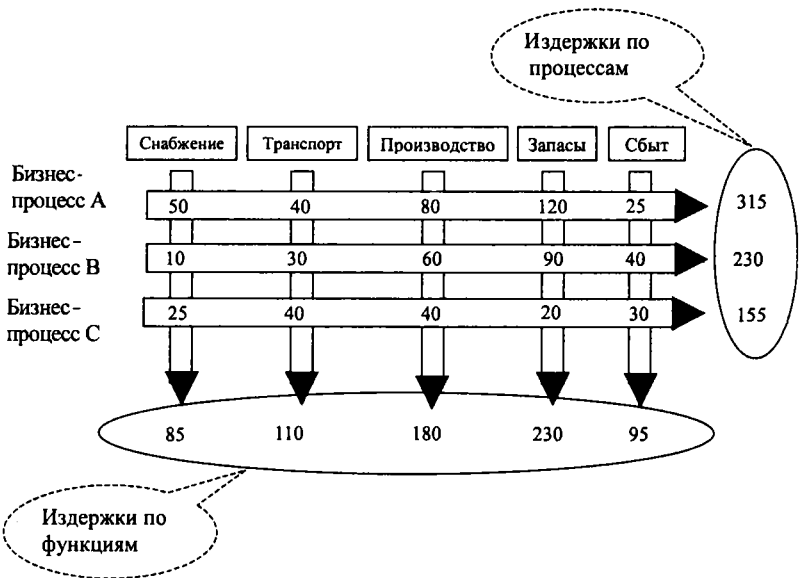 Издержки по
процессам
Снабжение Транспорт Производство Запасы Сбыт
Бизнес-
процесс А
50 40 80 120 25 315
Бизнес-
процесс В
10 30 60 90 40 230
Бизнес-
процесс С
25 40 40 20 30 155
85 110 180 230 95
Издержки по
функциям